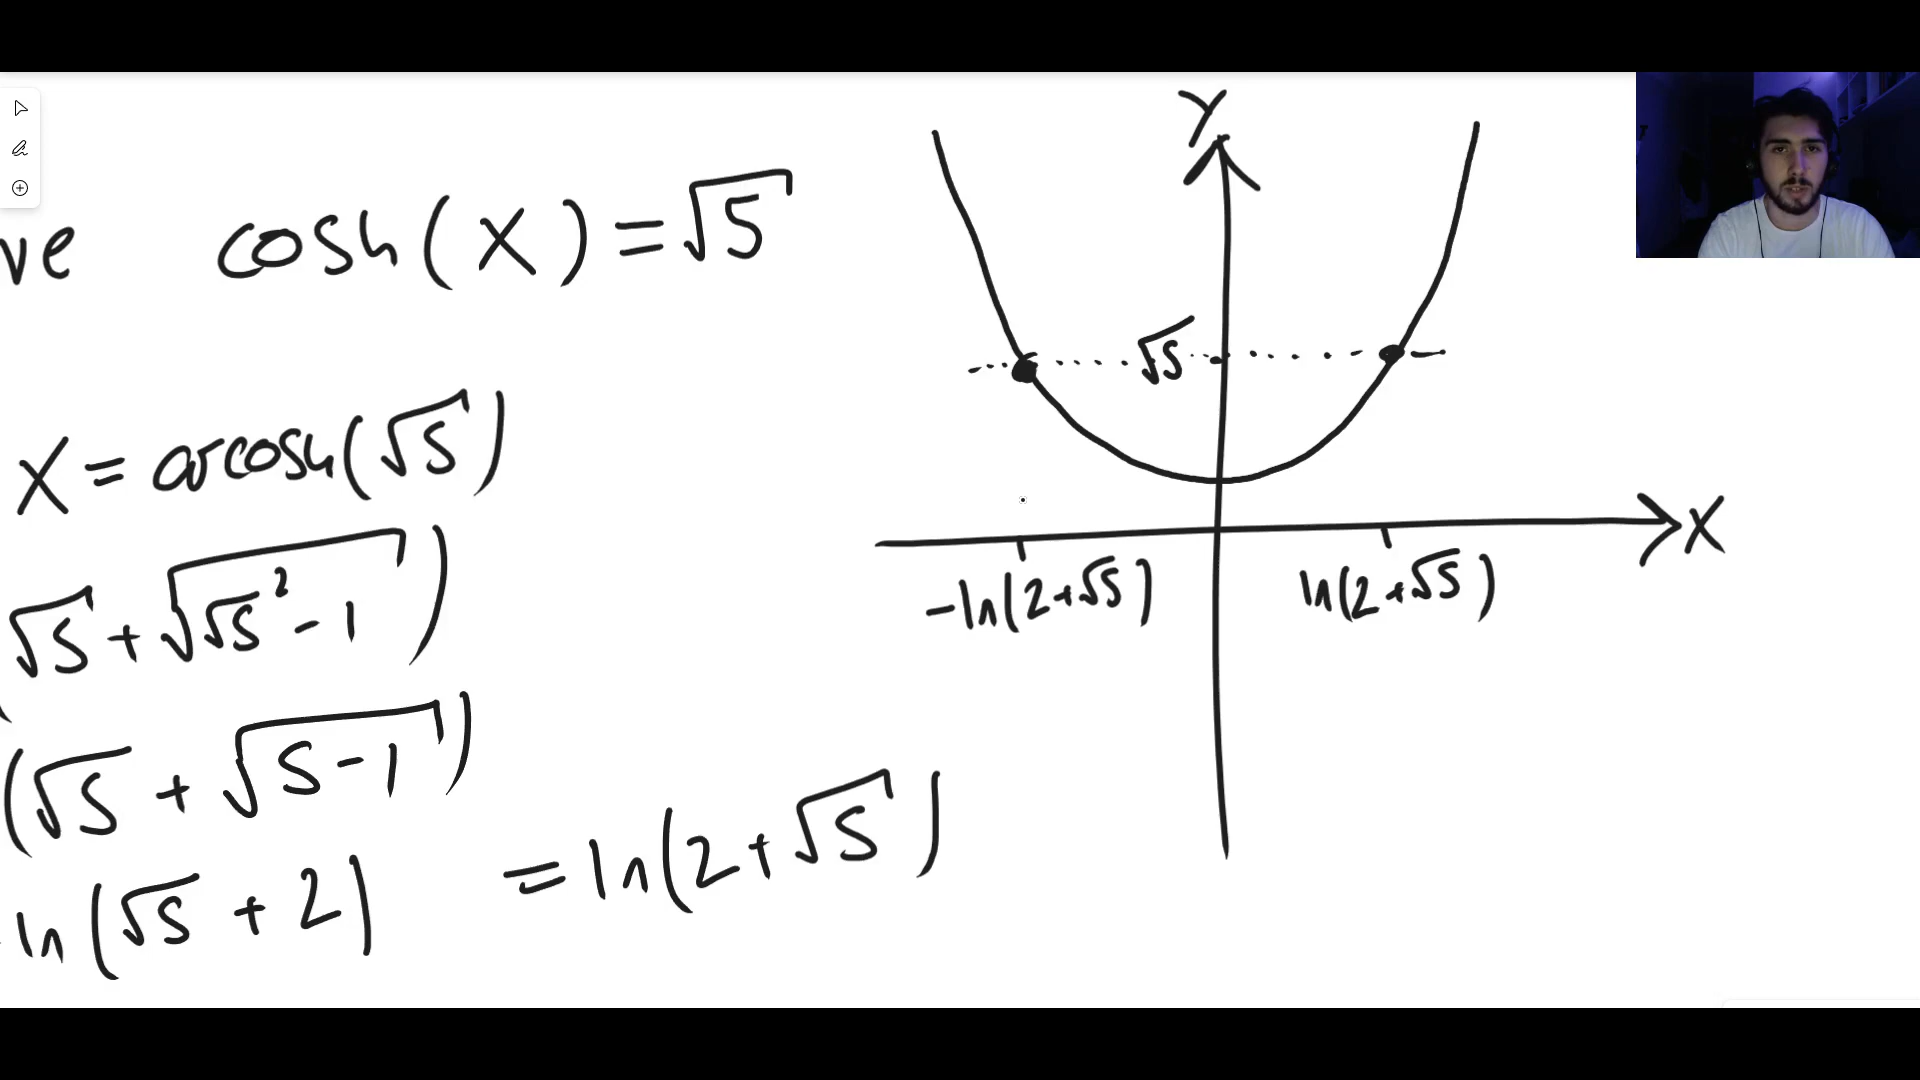 ve cosh(x)=√5
x = arcosh(√5)
√5 + √(√5² - 1))
(√5 + √(5-1))
ln(√5 + 2) = ln(2+√5)
Y
√5
X
-ln(2+√5) ln(2+√5)